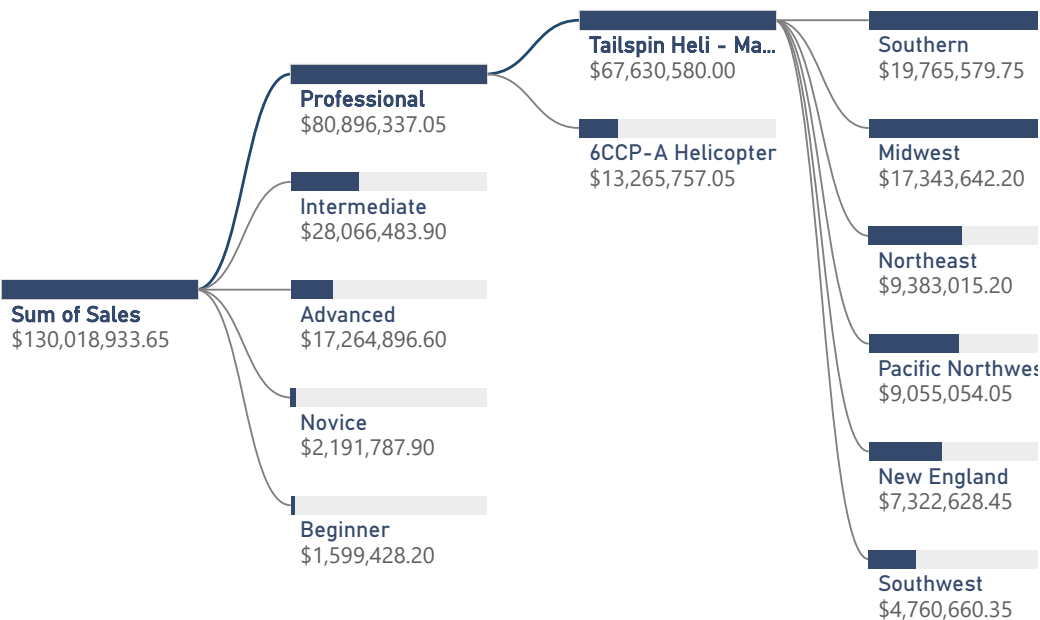 Sum of Sales
$130,018,933.65
Professional
$80,896,337.05
Intermediate
$28,066,483.90
Advanced
$17,264,896.60
Novice
$2,191,787.90
Beginner
$1,599,428.20
Tailspin Heli - Ma...
$67,630,580.00
6CCP-A Helicopter
$13,265,757.05
Southern
$19,765,579.75
Midwest
$17,343,642.20
Northeast
$9,383,015.20
Pacific Northwes
$9,055,054.05
New England
$7,322,628.45
Southwest
$4,760,660.35